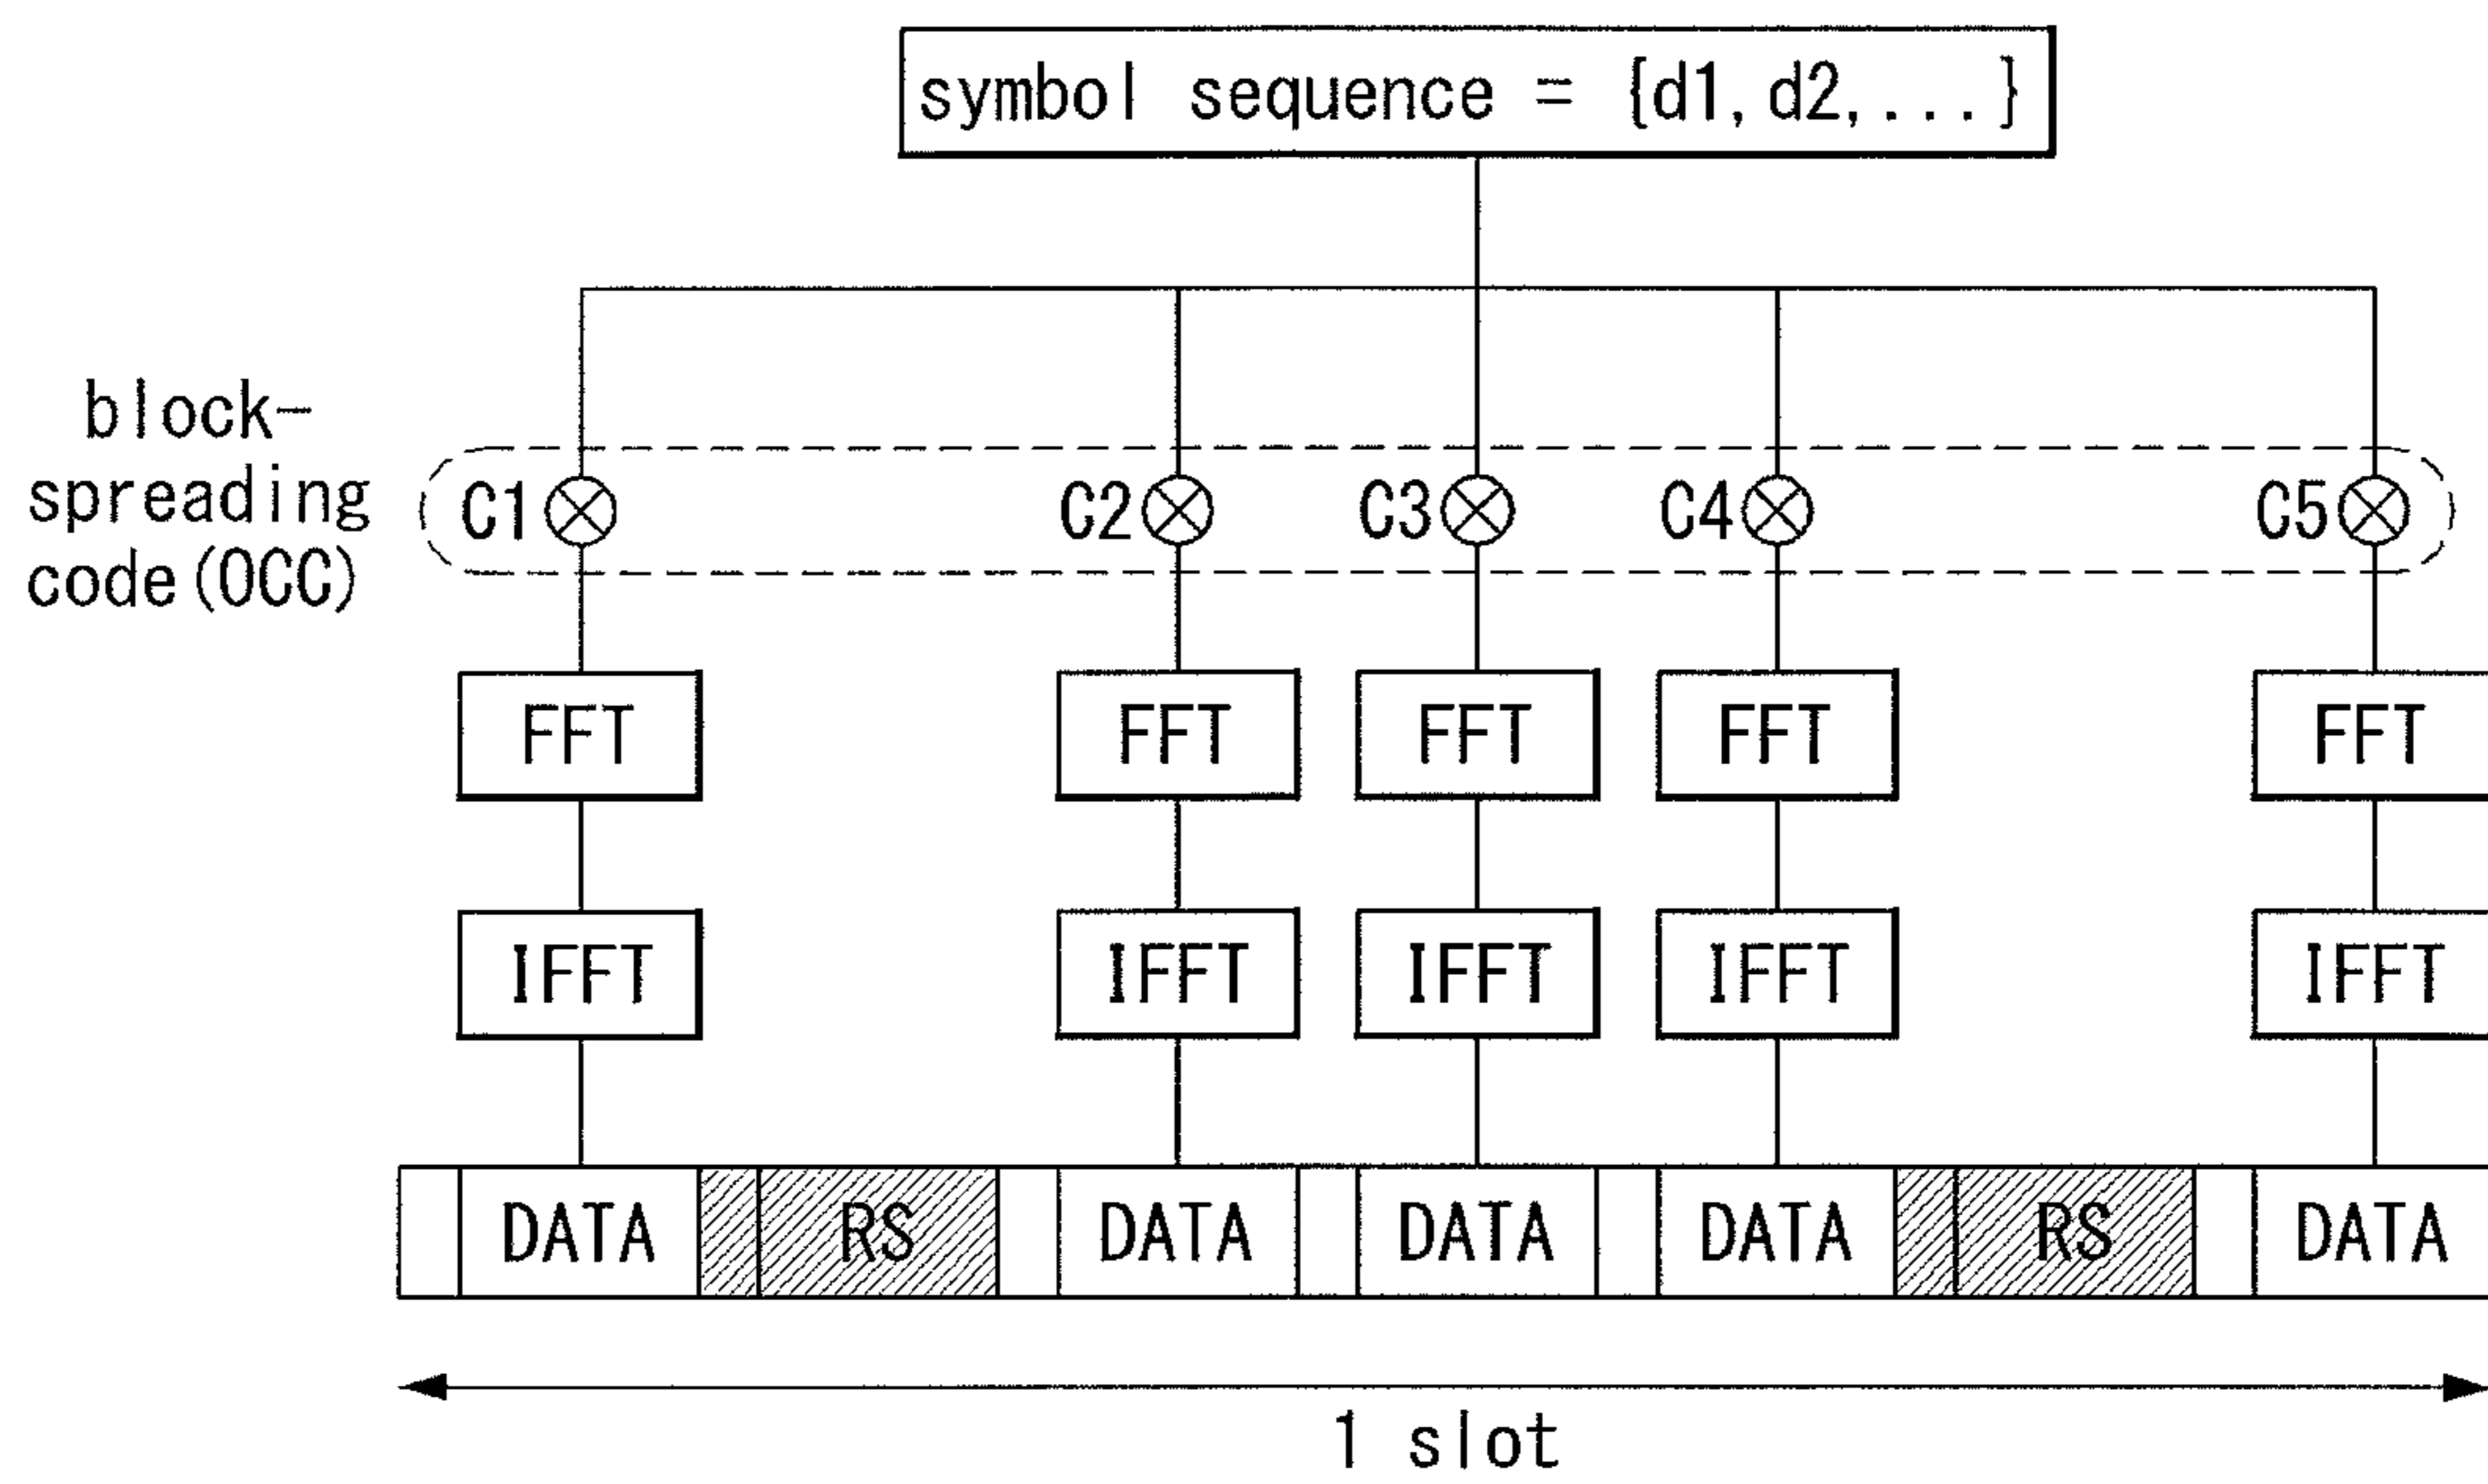 symbol sequence = {d1, d2, . . . }
block-
spreading
code (OCC)
C1
C2
C3
C4
C5
FFT
FFT
FFT
FFT
FFT
IFFT
IFFT
IFFT
IFFT
IFFT
DATA
RS
DATA
DATA
DATA
RS
DATA
1 slot